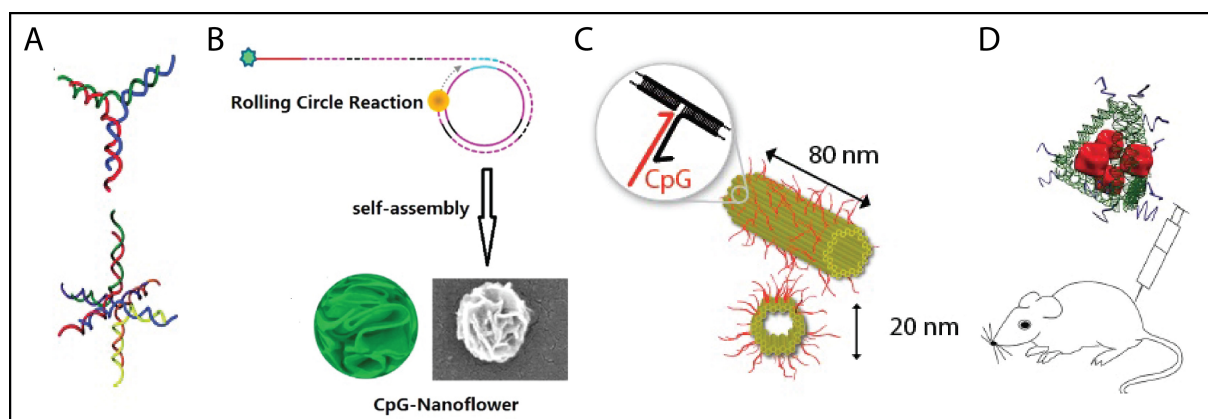 A
B
Rolling Circle Reaction
self-assembly
CpG-Nanoflower
C
CpG
80 nm
20 nm
D